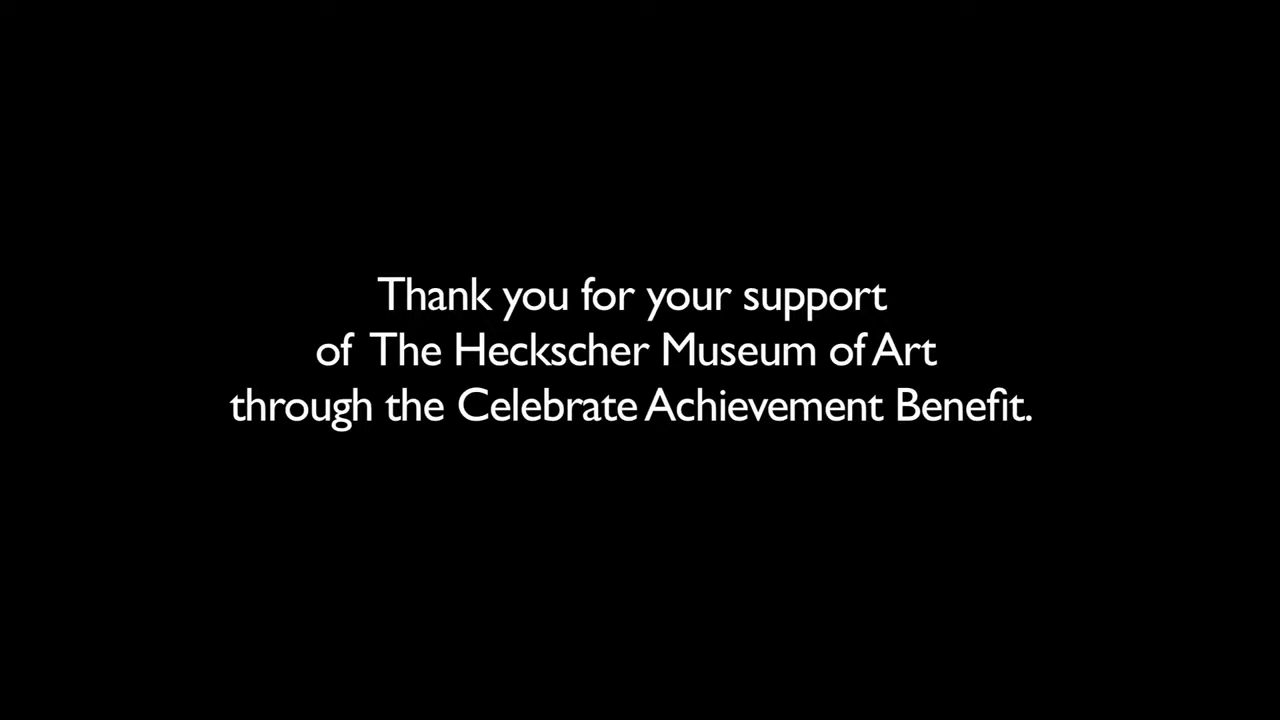 Thank you for your support
of The Heckscher Museum of Art
through the Celebrate Achievement Benefit.